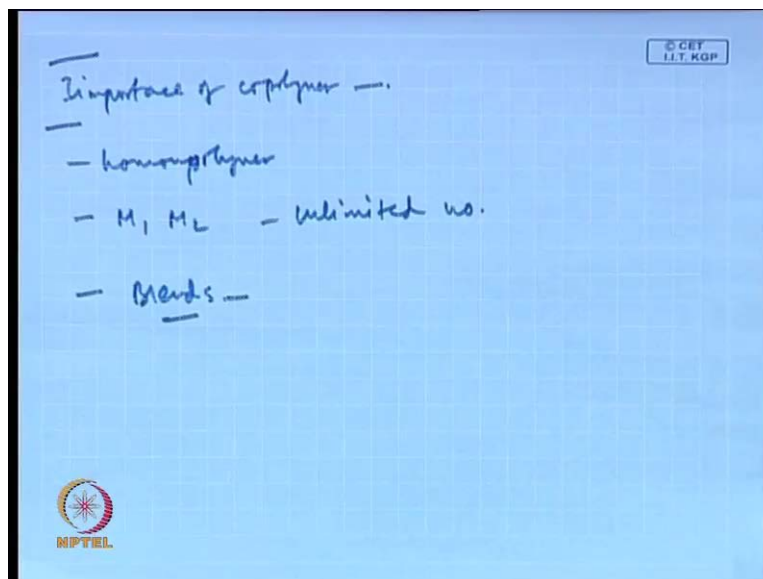 © CET
I.I.T. KGP
Importance of copolymer —.
— homopolymer
— M1 M2 — unlimited no.
— Blends —
NPTEL